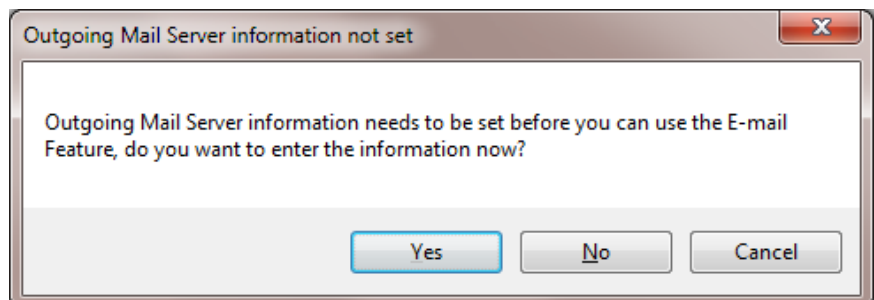 Outgoing Mail Server information not set
Outgoing Mail Server information needs to be set before you can use the E-mail
Feature, do you want to enter the information now?
Yes No Cancel